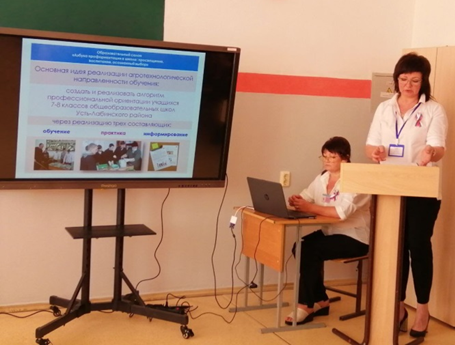 Основная идея реализации агротехнологической
направленности обучения:
создать и реализовать алгоритм
профессиональной ориентации учащихся
7-8 классов общеобразовательных школ
Усть-Лабинского района
через реализацию трех составляющих:
обучение практика информирование